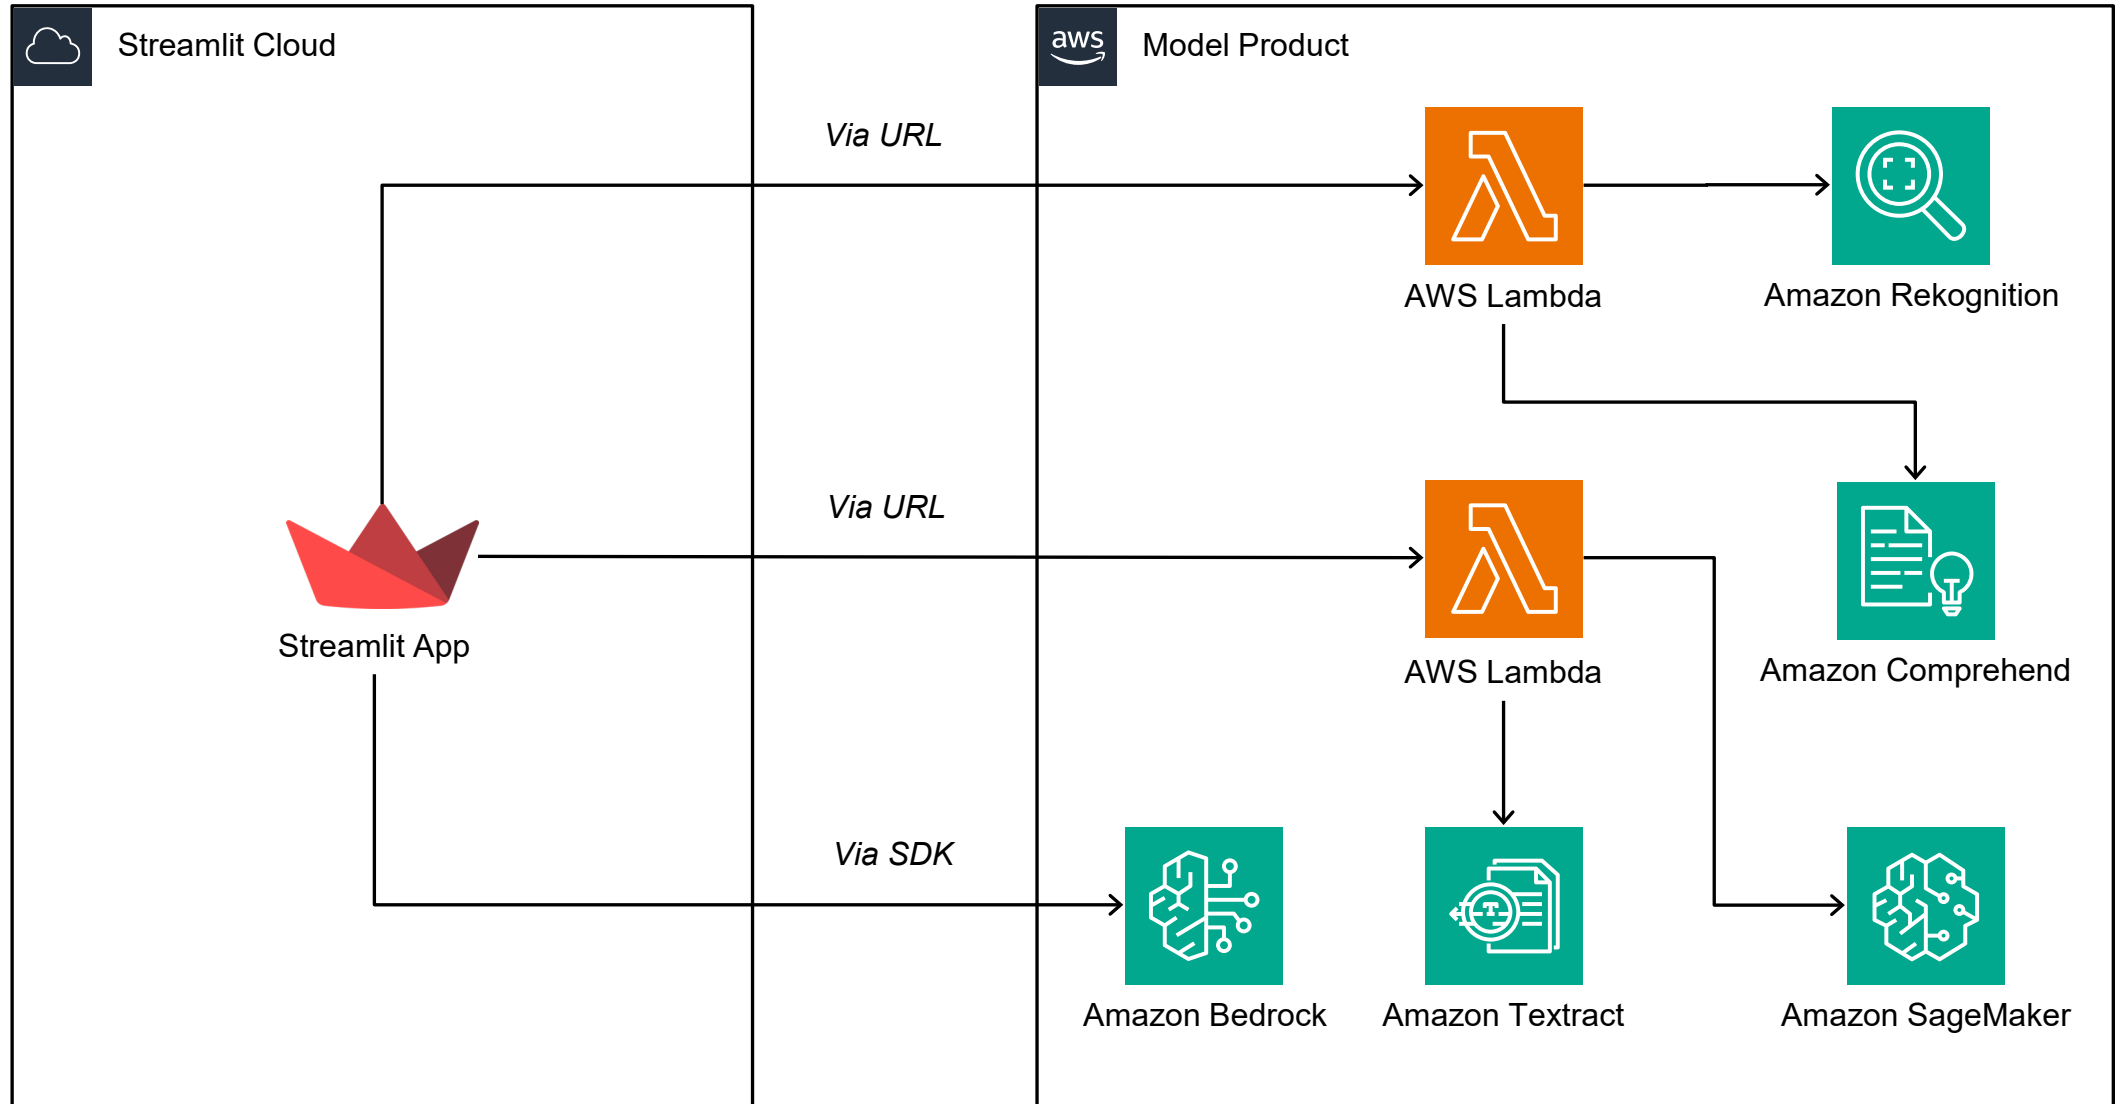 Streamlit Cloud
aws
Model Product
Via URL
AWS Lambda
Amazon Rekognition
Via URL
Streamlit App
AWS Lambda
Amazon Comprehend
Via SDK
Amazon Bedrock
Amazon Textract
Amazon SageMaker